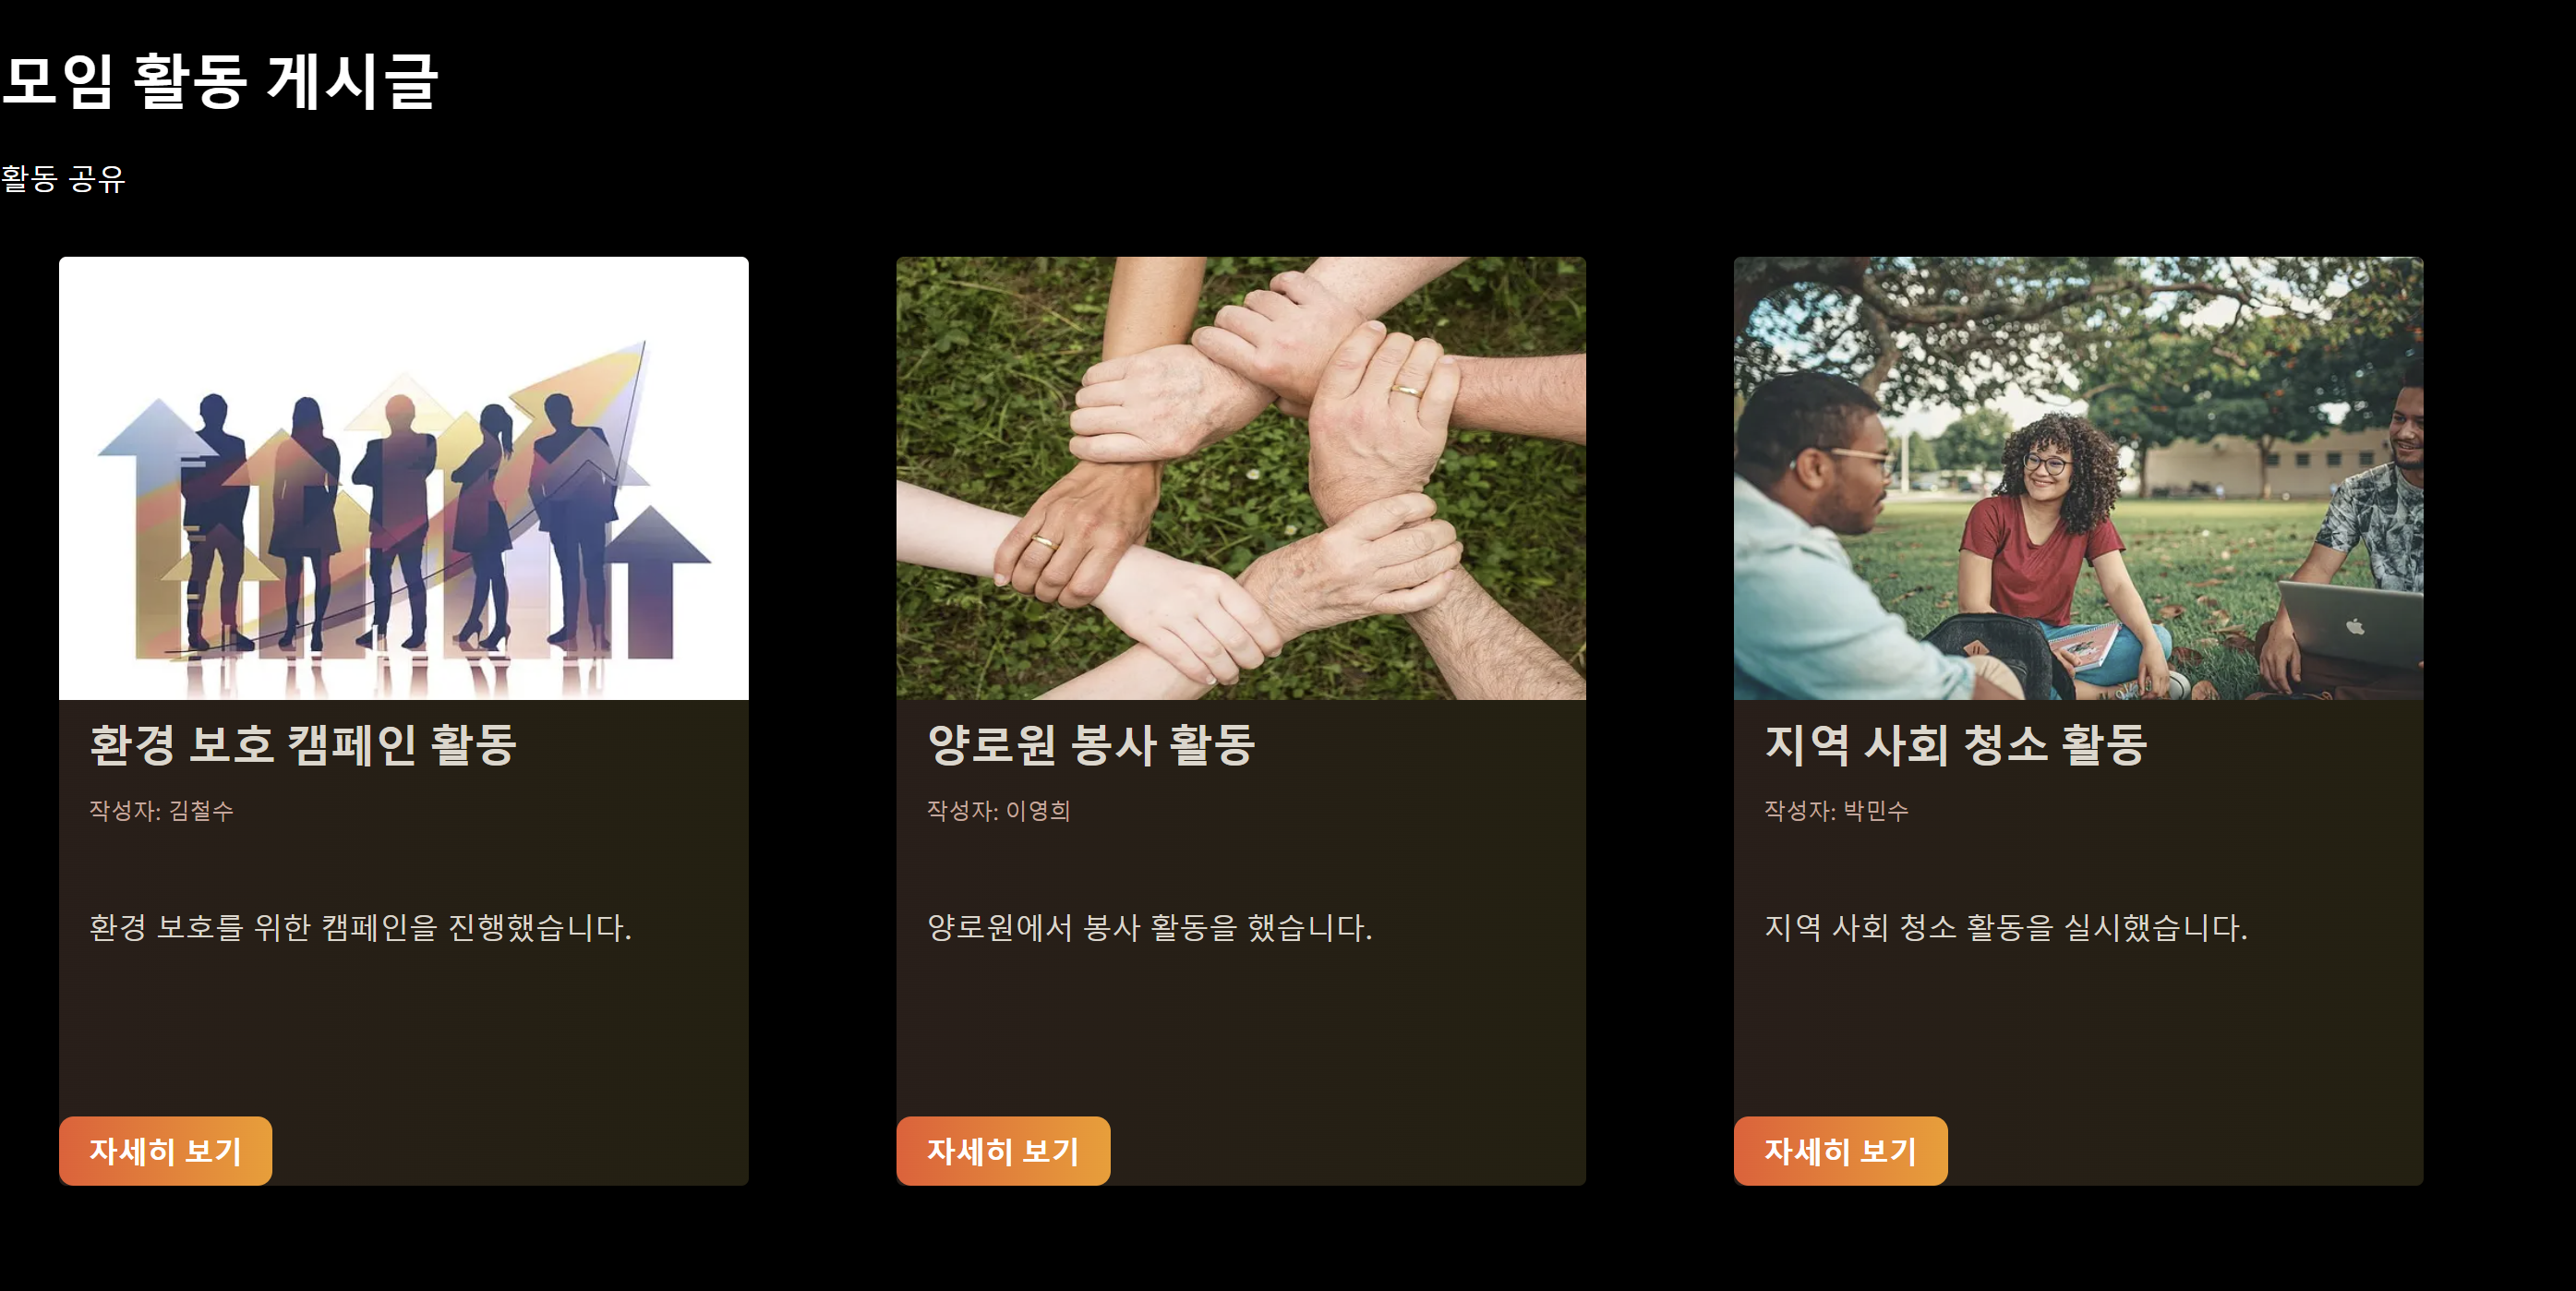 모임 활동 게시글
활동 공유
환경 보호 캠페인 활동
작성자: 김철수
환경 보호를 위한 캠페인을 진행했습니다.
자세히 보기
양로원 봉사 활동
작성자: 이영희
양로원에서 봉사 활동을 했습니다.
자세히 보기
지역 사회 청소 활동
작성자: 박민수
지역 사회 청소 활동을 실시했습니다.
자세히 보기